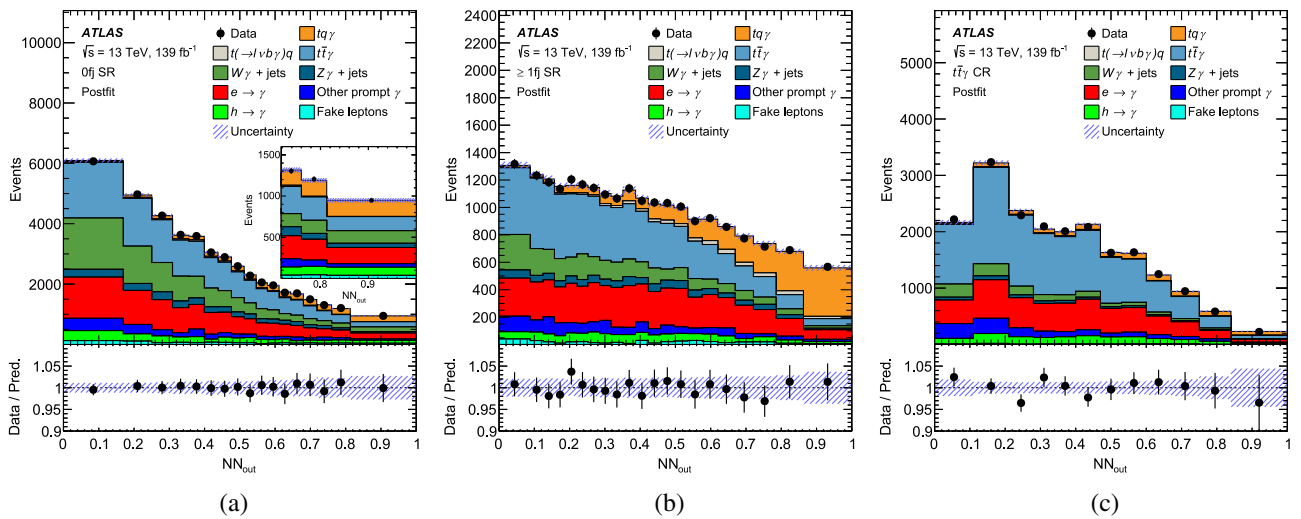 ATLAS
√s = 13 TeV, 139 fb⁻¹
0fj SR
Postfit
Data
t(→lνbγ)q
Wγ + jets
e → γ
h → γ
Uncertainty
tqγ
tt̄γ
Zγ + jets
Other prompt γ
Fake leptons
Events
10000
8000
6000
4000
2000
Events
1500
1000
500
0.8 0.9
NN_out
Data / Pred.
1.05
1
0.95
0.9
0 0.1 0.2 0.3 0.4 0.5 0.6 0.7 0.8 0.9 1
NN_out
(a)
ATLAS
√s = 13 TeV, 139 fb⁻¹
≥ 1fj SR
Postfit
Data
t(→lνbγ)q
Wγ + jets
e → γ
h → γ
Uncertainty
tqγ
tt̄γ
Zγ + jets
Other prompt γ
Fake leptons
Events
2400
2200
2000
1800
1600
1400
1200
1000
800
600
400
200
Data / Pred.
1.05
1
0.95
0.9
0 0.1 0.2 0.3 0.4 0.5 0.6 0.7 0.8 0.9 1
NN_out
(b)
ATLAS
√s = 13 TeV, 139 fb⁻¹
tt̄γ CR
Postfit
Data
t(→lνbγ)q
Wγ + jets
e → γ
h → γ
Uncertainty
tqγ
tt̄γ
Zγ + jets
Other prompt γ
Fake leptons
Events
5000
4000
3000
2000
1000
Data / Pred.
1.05
1
0.95
0.9
0 0.1 0.2 0.3 0.4 0.5 0.6 0.7 0.8 0.9 1
NN_out
(c)